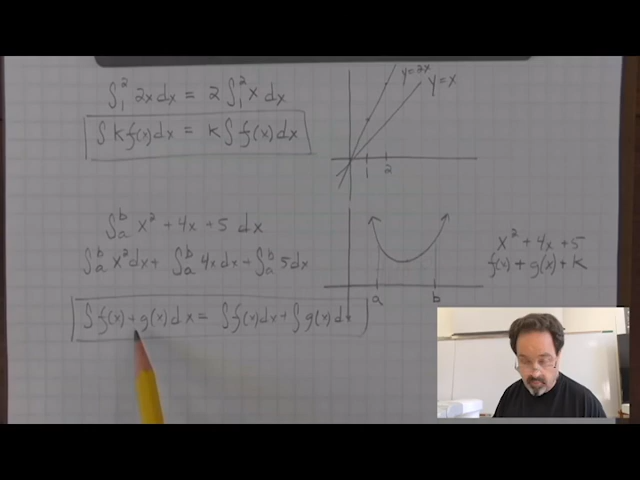 ∫₁² 2x dx = 2 ∫₁² x dx
∫ k f(x) dx = k ∫ f(x) dx
y=2x
y=x
1 2
∫ₐᵇ x² + 4x + 5 dx
∫ₐᵇ x² dx + ∫ₐᵇ 4x dx + ∫ₐᵇ 5 dx
∫ f(x) + g(x) dx = ∫ f(x) dx + ∫ g(x) dx
a b
x² + 4x + 5
f(x) + g(x) + k